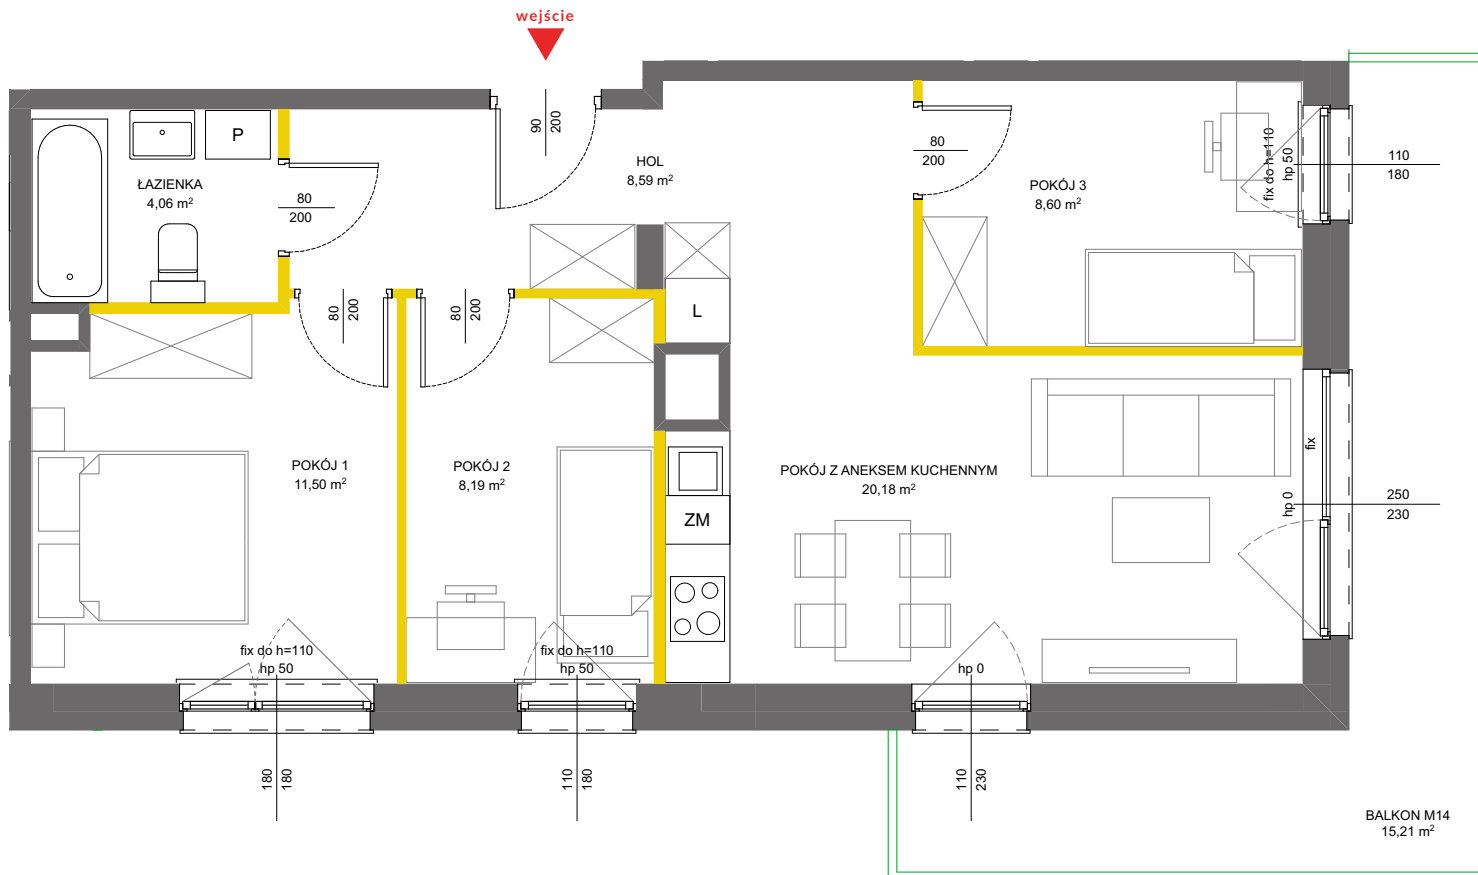 wejście
90
200
P
HOL
8,59 m²
80
200
POKÓJ 3
8,60 m²
fix do h=110
hp 50
110
180
ŁAZIENKA
4,06 m²
80
200
80
200
80
200
L
POKÓJ 1
11,50 m²
POKÓJ 2
8,19 m²
POKÓJ Z ANEKSEM KUCHENNYM
20,18 m²
fix
hp 0
250
230
ZM
fix do h=110
hp 50
fix do h=110
hp 50
hp 0
180
180
110
180
110
230
BALKON M14
15,21 m²